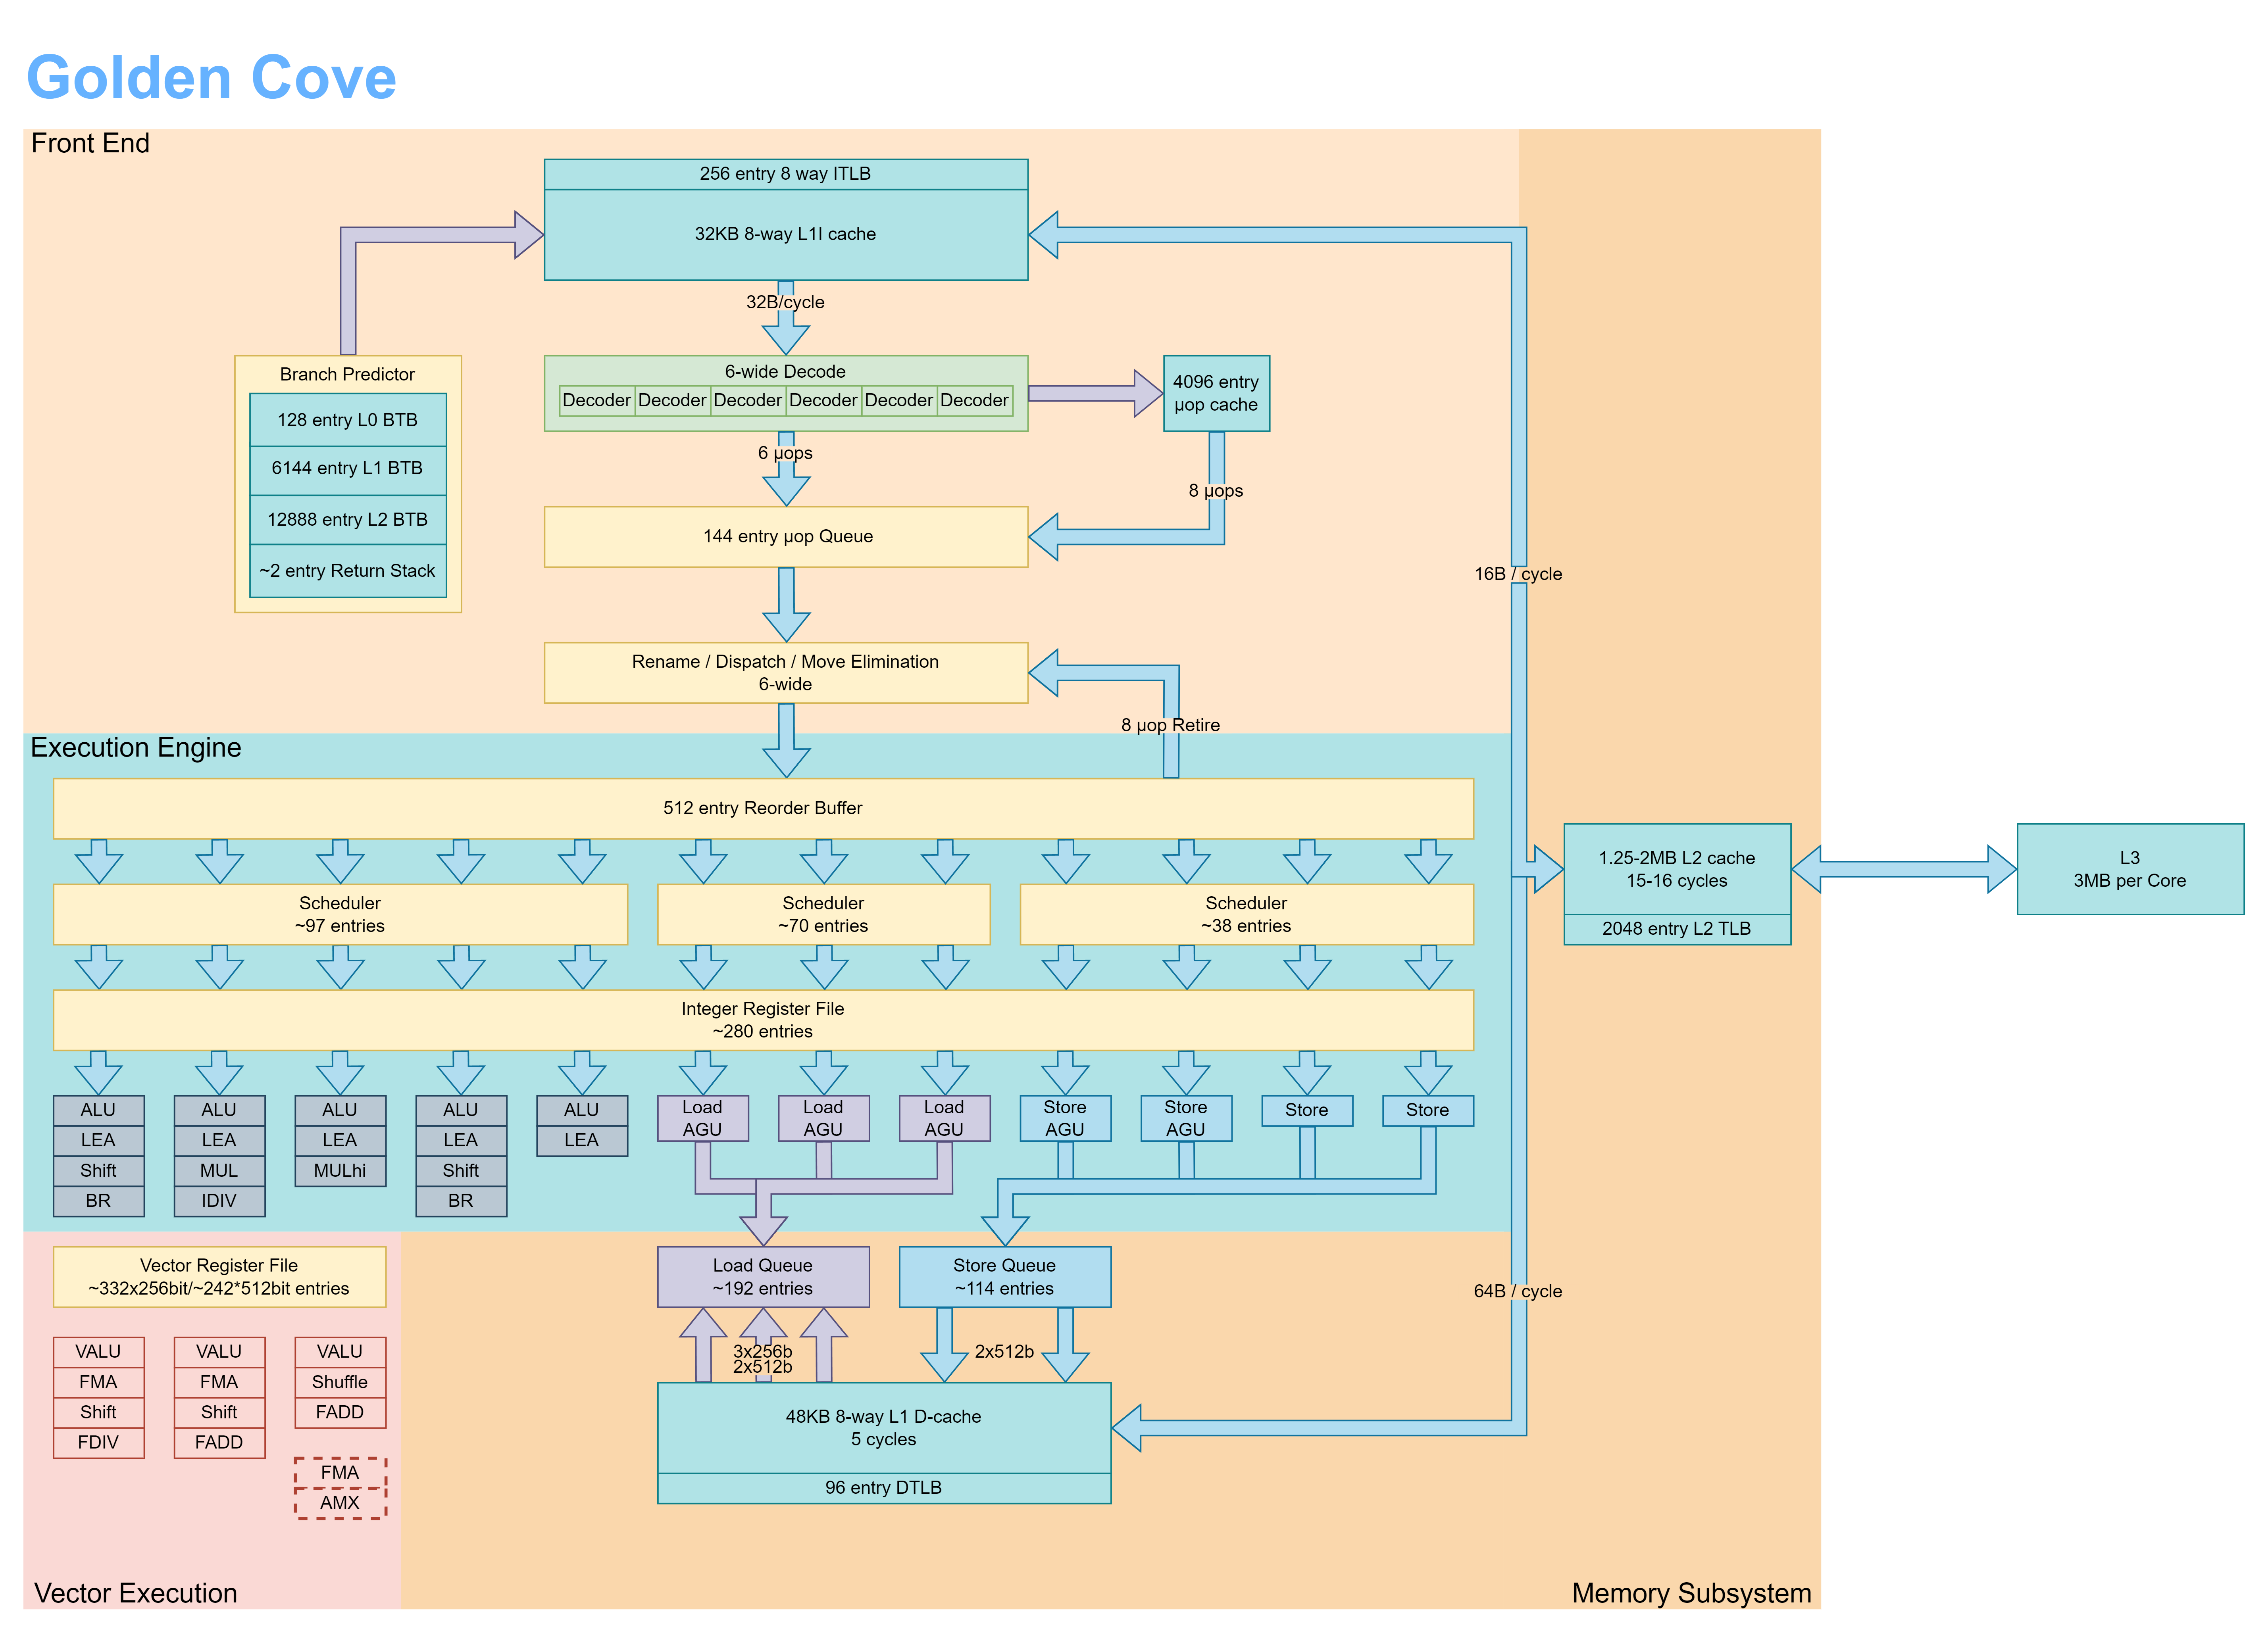 Golden Cove
Front End
256 entry 8 way ITLB
32KB 8-way L1I cache
32B/cycle
Branch Predictor
128 entry L0 BTB
6144 entry L1 BTB
12888 entry L2 BTB
~2 entry Return Stack
6-wide Decode
Decoder Decoder Decoder Decoder Decoder Decoder
4096 entry
µop cache
6 µops
8 µops
144 entry µop Queue
16B / cycle
Rename / Dispatch / Move Elimination
6-wide
8 µop Retire
Execution Engine
512 entry Reorder Buffer
Scheduler
~97 entries
Scheduler
~70 entries
Scheduler
~38 entries
1.25-2MB L2 cache
15-16 cycles
2048 entry L2 TLB
L3
3MB per Core
Integer Register File
~280 entries
ALU
LEA
Shift
BR
ALU
LEA
MUL
IDIV
ALU
LEA
MULhi
ALU
LEA
Shift
BR
ALU
LEA
Load
AGU
Load
AGU
Load
AGU
Store
AGU
Store
AGU
Store
Store
Vector Register File
~332x256bit/~242*512bit entries
Load Queue
~192 entries
Store Queue
~114 entries
64B / cycle
VALU
FMA
Shift
FDIV
VALU
FMA
Shift
FADD
VALU
Shuffle
FADD
FMA
AMX
3x256b
2x512b
2x512b
48KB 8-way L1 D-cache
5 cycles
96 entry DTLB
Vector Execution
Memory Subsystem